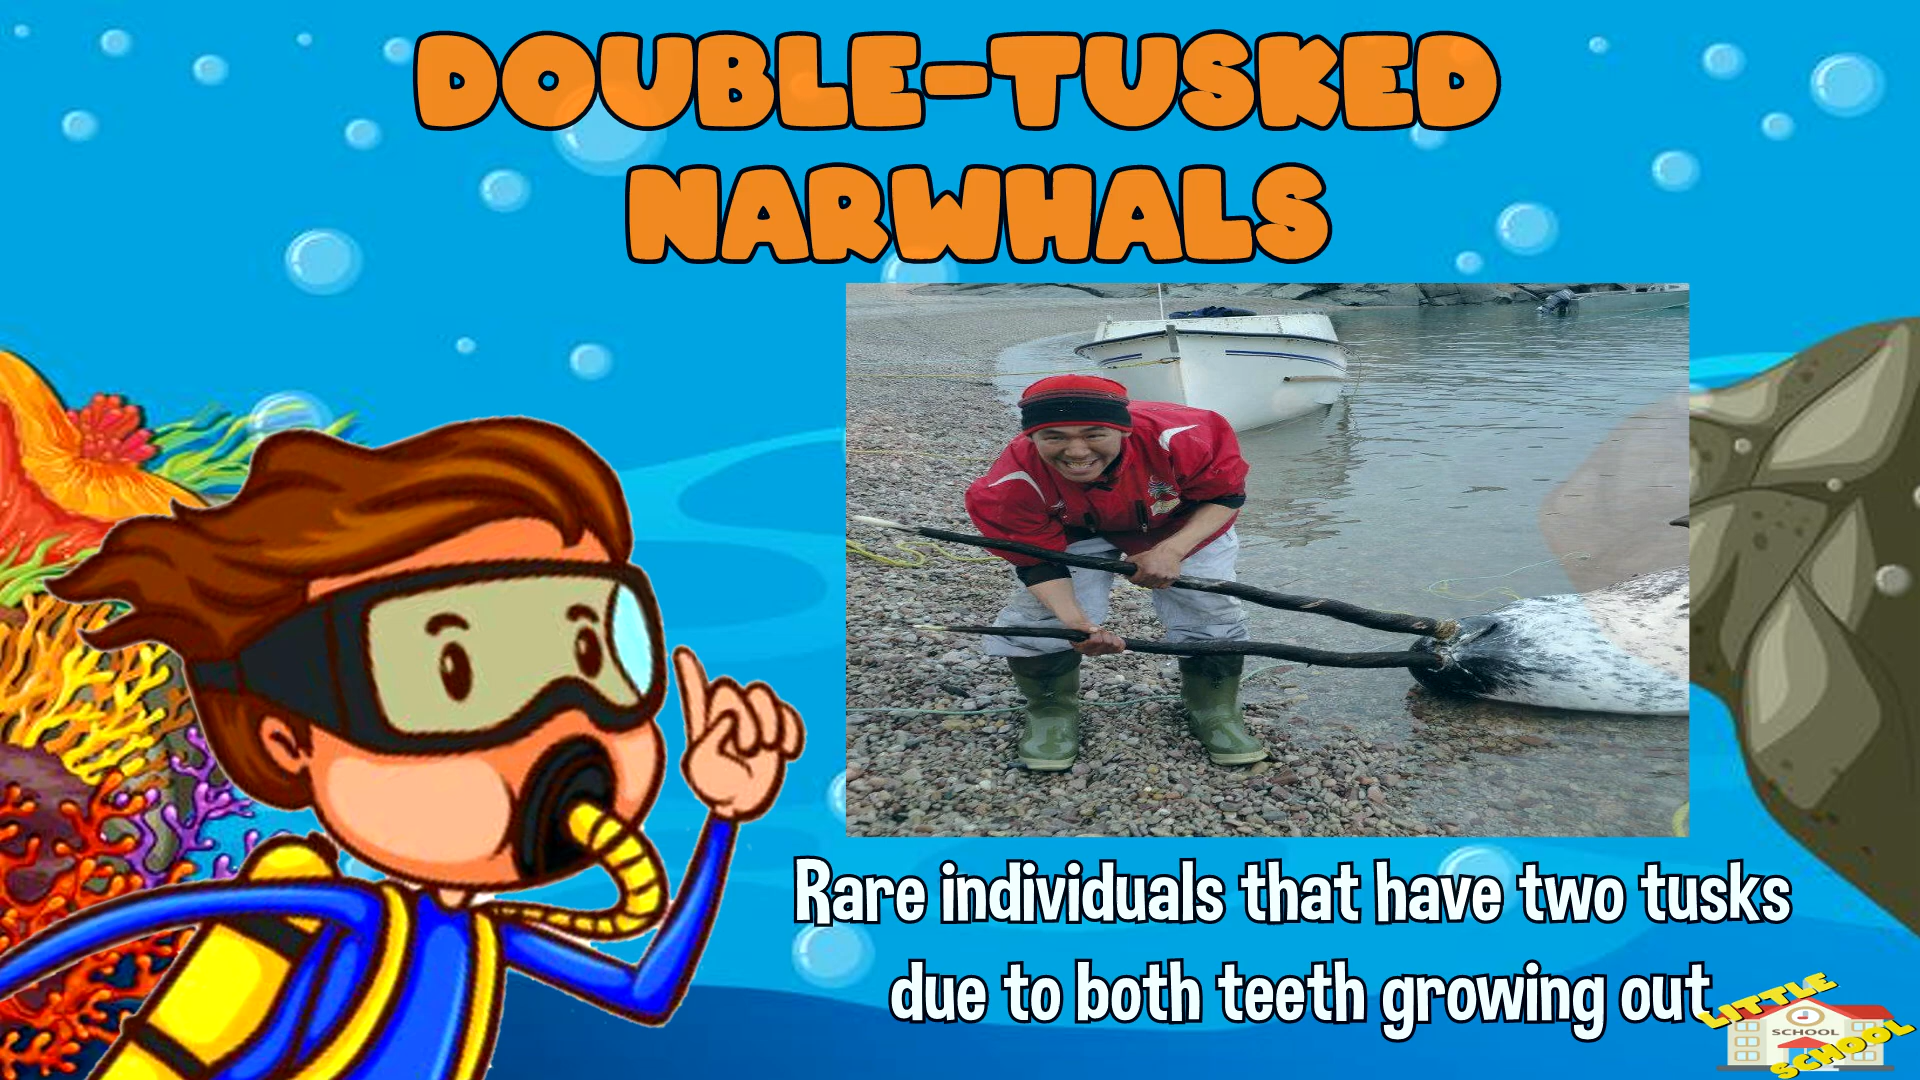 DOUBLE-TUSKED
NARWHALS
Rare individuals that have two tusks
due to both teeth growing out
LITTLE
SCHOOL
SCHOOL